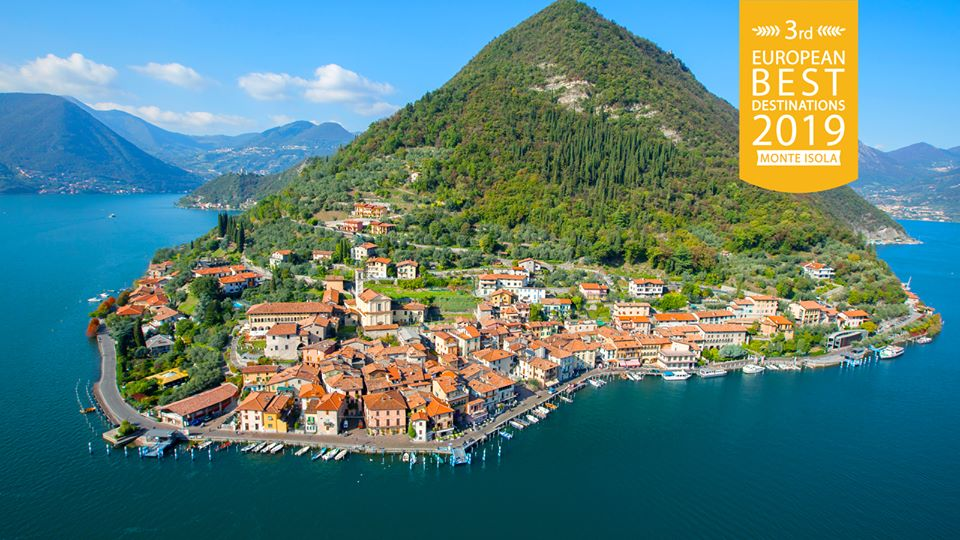 3rd
EUROPEAN
BEST
DESTINATIONS
2019
MONTE ISOLA